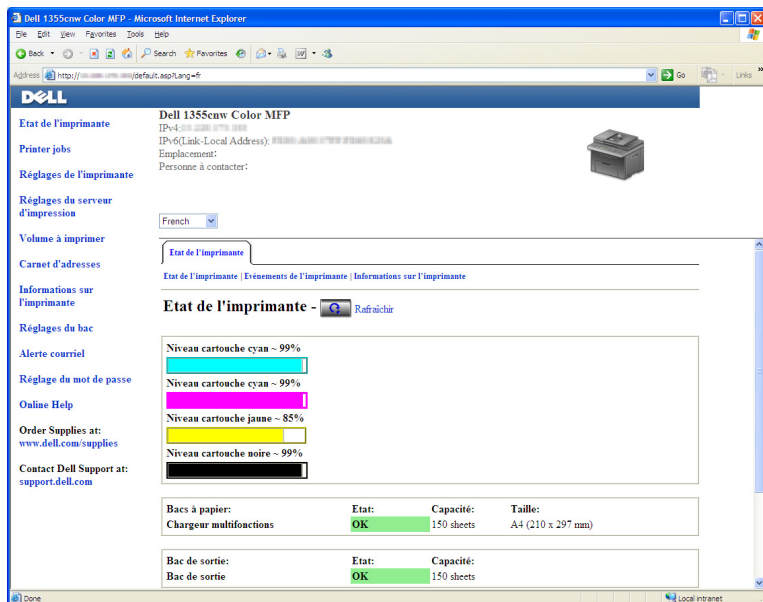 Dell 1355cnw Color MFP - Microsoft Internet Explorer
File Edit View Favorites Tools Help
Back Search Favorites
Address http:// /default.asp?Lang=fr Go Links
DELL
Dell 1355cnw Color MFP
IPv4:
IPv6(Link-Local Address):
Emplacement:
Personne à contacter:
French
Etat de l'imprimante
Printer jobs
Réglages de l'imprimante
Réglages du serveur
d'impression
Volume à imprimer
Carnet d'adresses
Informations sur
l'imprimante
Réglages du bac
Alerte courriel
Réglage du mot de passe
Online Help
Order Supplies at:
www.dell.com/supplies
Contact Dell Support at:
support.dell.com
Etat de l'imprimante
Etat de l'imprimante | Evénements de l'imprimante | Informations sur l'imprimante
Etat de l'imprimante - Rafraîchir
Niveau cartouche cyan ~ 99%
Niveau cartouche cyan ~ 99%
Niveau cartouche jaune ~ 85%
Niveau cartouche noire ~ 99%
Bacs à papier: Etat: Capacité: Taille:
Chargeur multifonctions OK 150 sheets A4 (210 x 297 mm)
Bac de sortie: Etat: Capacité:
Bac de sortie OK 150 sheets
Done Local intranet